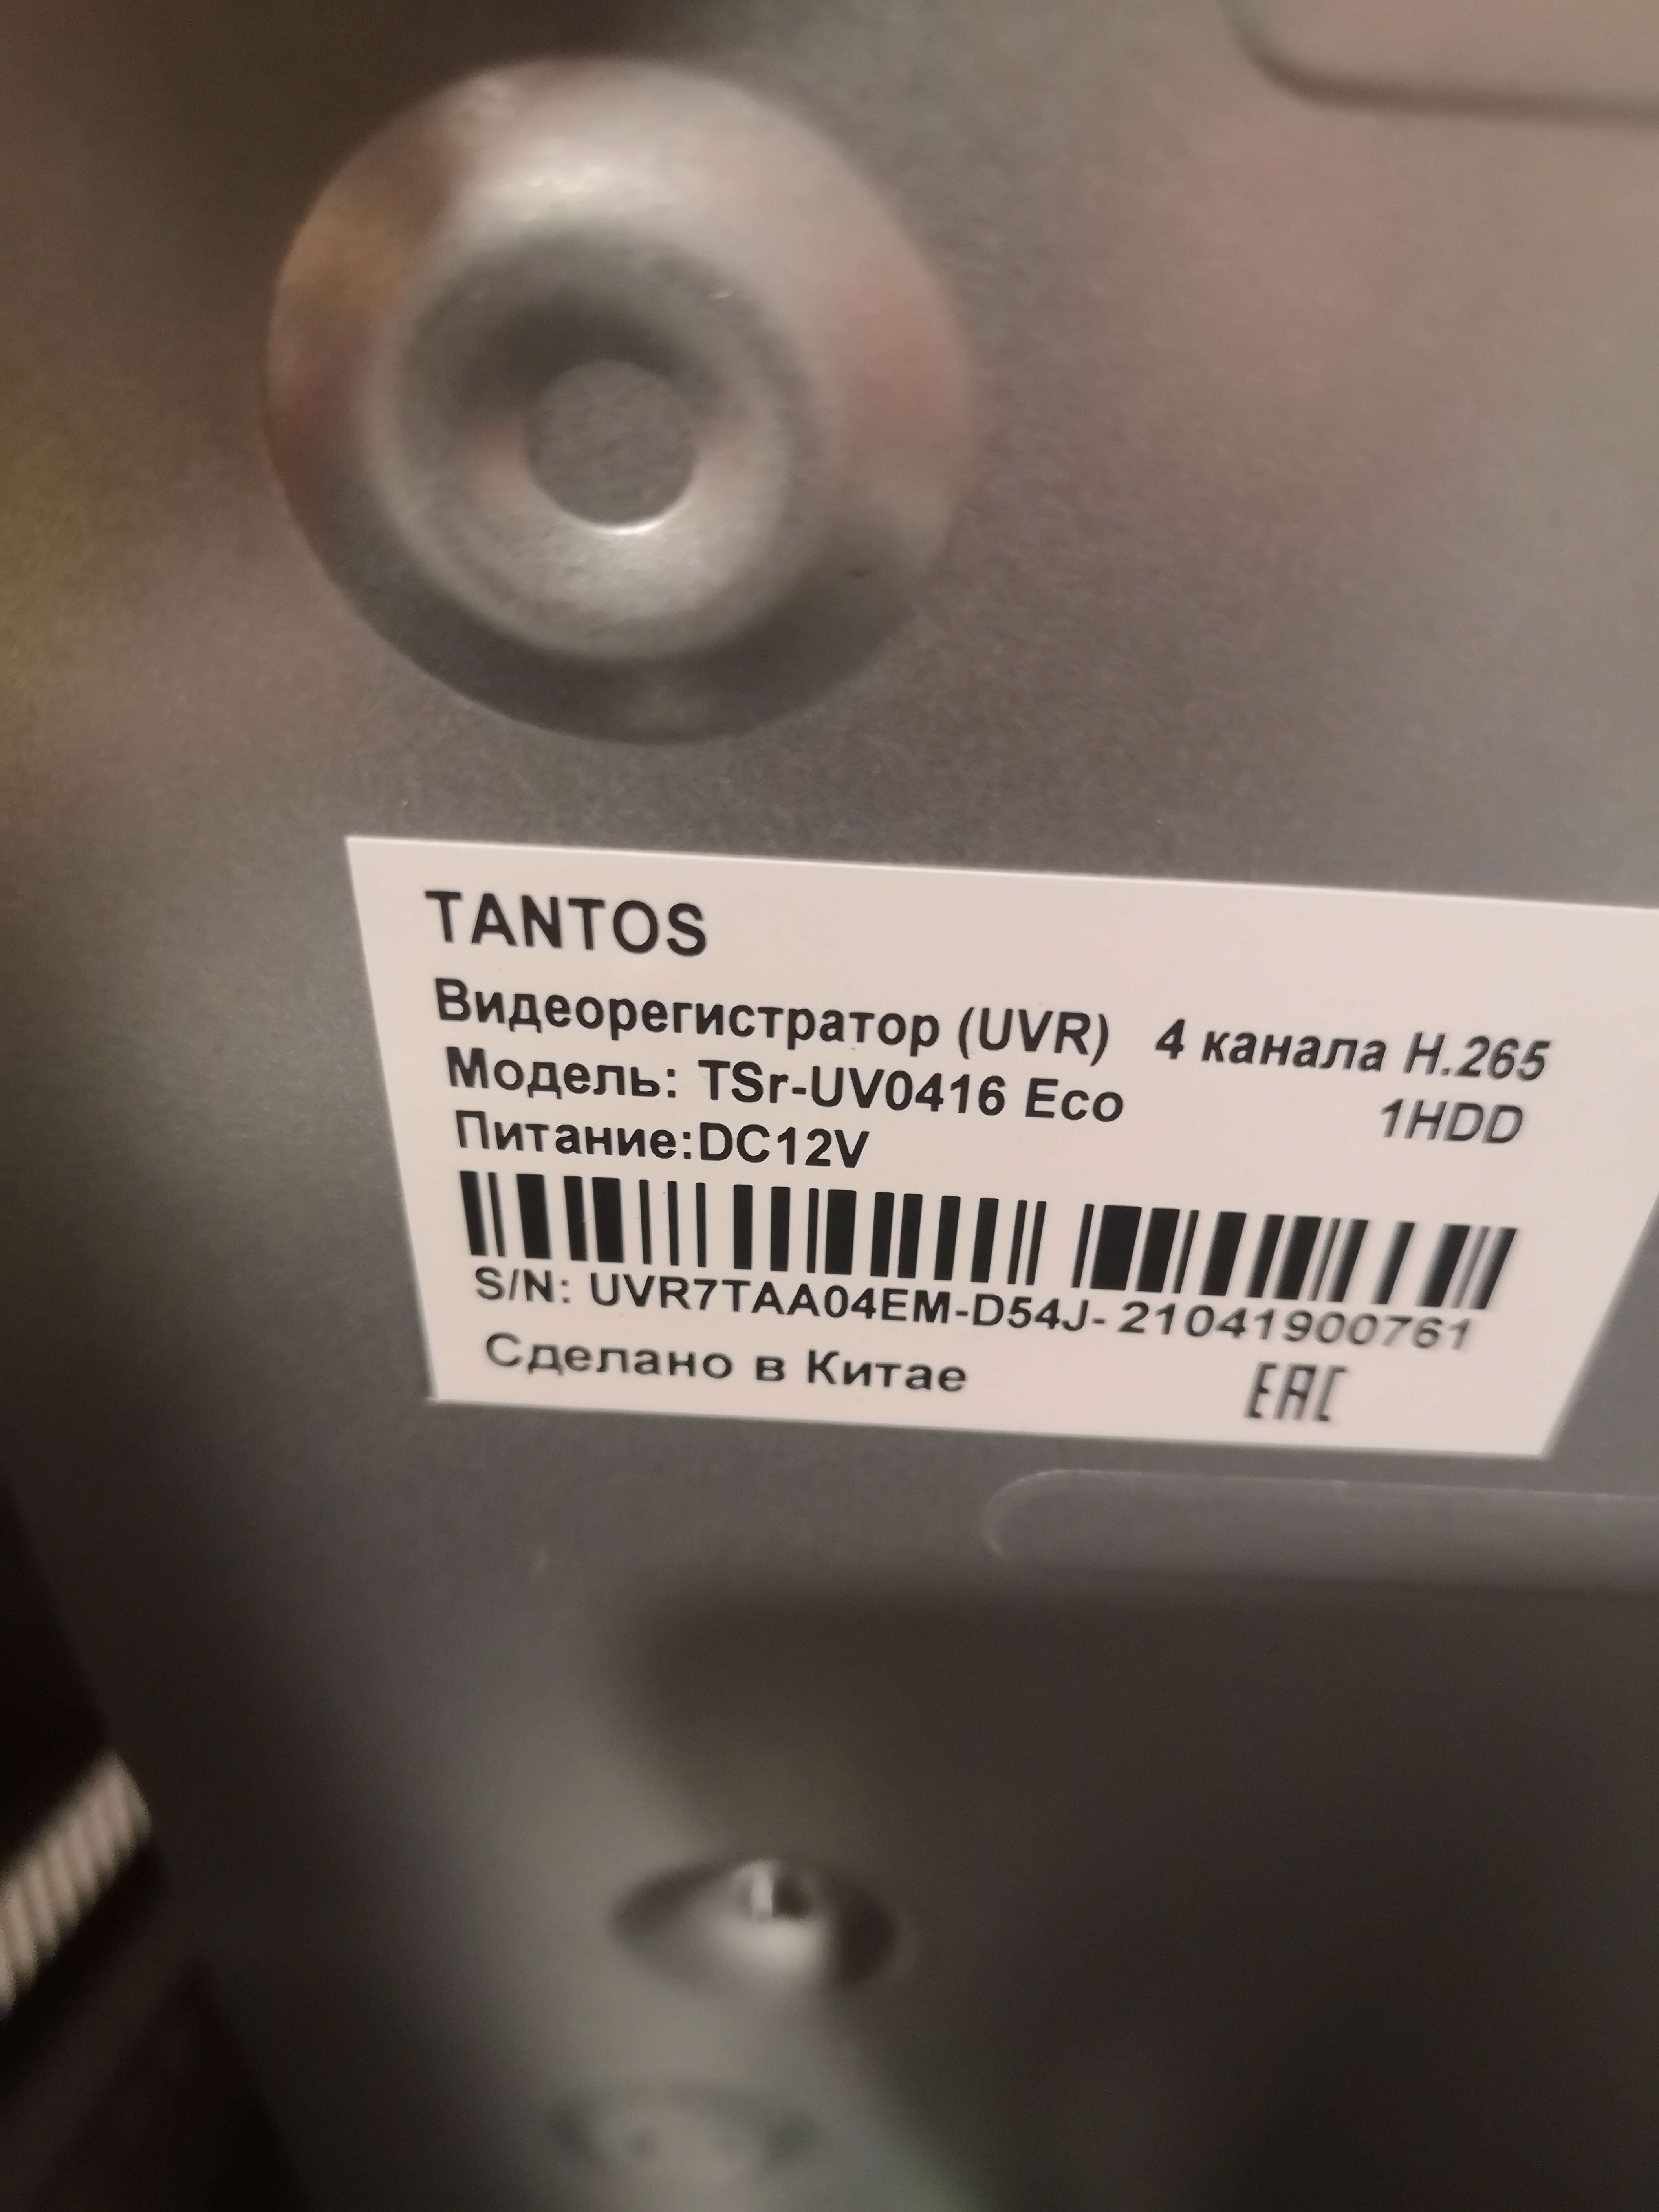 TANTOS
Видеорегистратор (UVR) 4 канала H.265
Модель: TSr-UV0416 Eco 1HDD
Питание:DC12V
S/N: UVR7TAA04EM-D54J- 21041900761
Сделано в Китае EAC